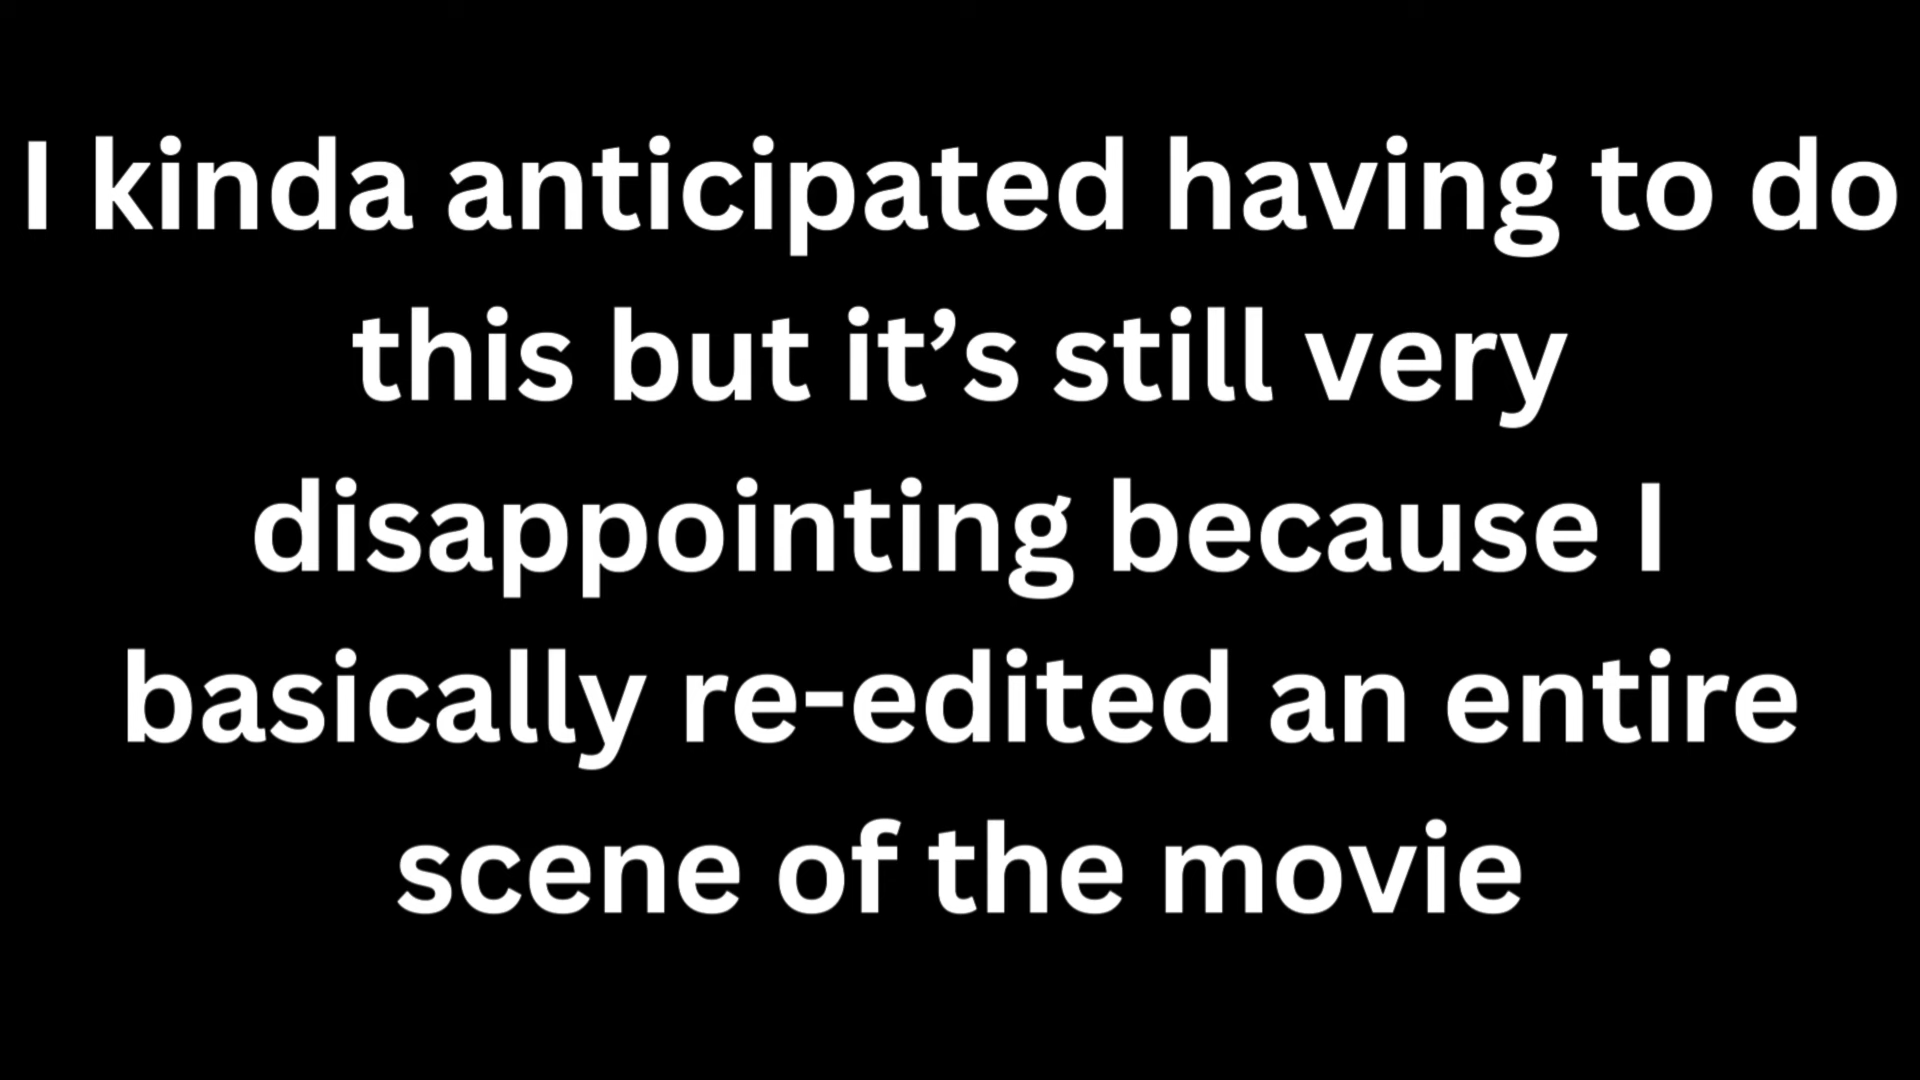 I kinda anticipated having to do
this but it’s still very
disappointing because I
basically re-edited an entire
scene of the movie